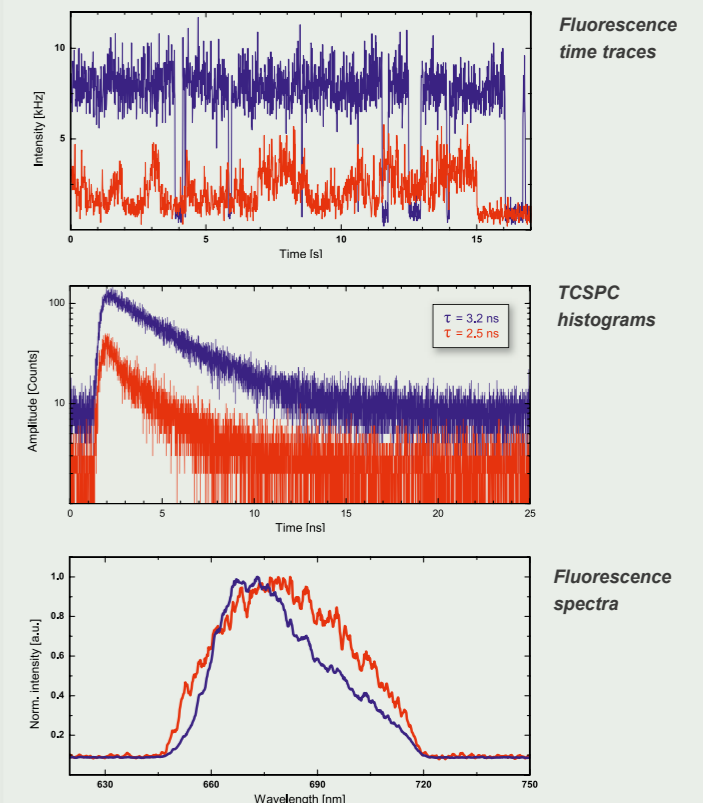 Fluorescence
time traces
10
5
Intensity [kHz]
0 5 10 15
Time [s]
TCSPC
histograms
100
10
Amplitude [Counts]
τ = 3.2 ns
τ = 2.5 ns
0 5 10 15 20 25
Time [ns]
Fluorescence
spectra
1,0
0.8
0.6
0.4
0.2
Norm. intensity [a.u.]
630 660 690 720 750
Wavelength [nm]